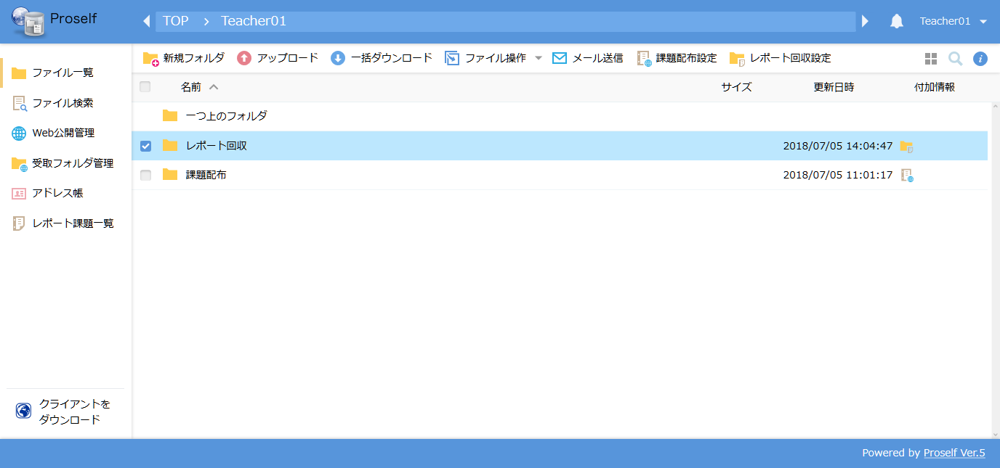 Proself
TOP > Teacher01
Teacher01
新規フォルダ アップロード 一括ダウンロード ファイル操作 メール送信 課題配布設定 レポート回収設定
ファイル一覧
ファイル検索
Web公開管理
受取フォルダ管理
アドレス帳
レポート課題一覧
クライアントを
ダウンロード
名前 サイズ 更新日時 付加情報
一つ上のフォルダ
レポート回収 2018/07/05 14:04:47
課題配布 2018/07/05 11:01:17
Powered by Proself Ver.5